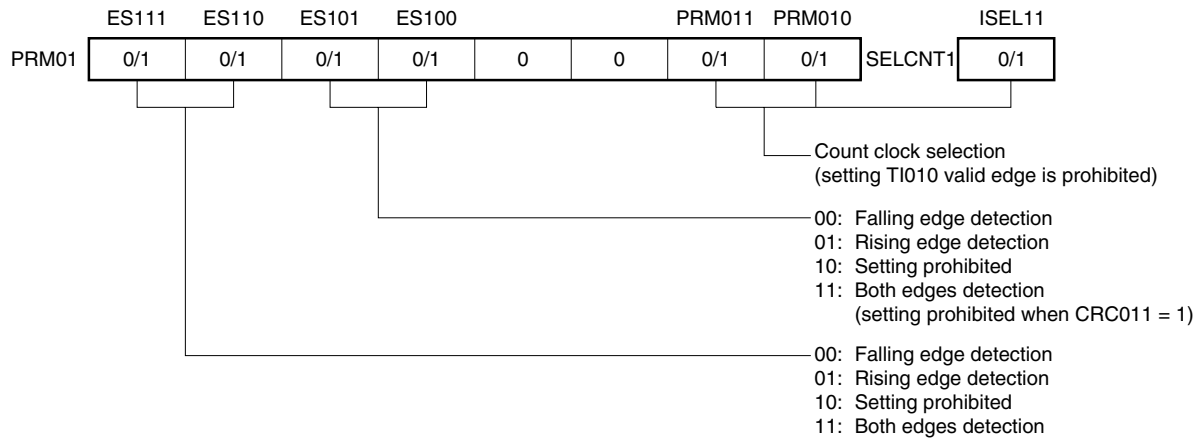 ES111 ES110 ES101 ES100 PRM011 PRM010 ISEL11
PRM01 0/1 0/1 0/1 0/1 0 0 0/1 0/1 SELCNT1 0/1
Count clock selection
(setting TI010 valid edge is prohibited)
00: Falling edge detection
01: Rising edge detection
10: Setting prohibited
11: Both edges detection
(setting prohibited when CRC011 = 1)
00: Falling edge detection
01: Rising edge detection
10: Setting prohibited
11: Both edges detection